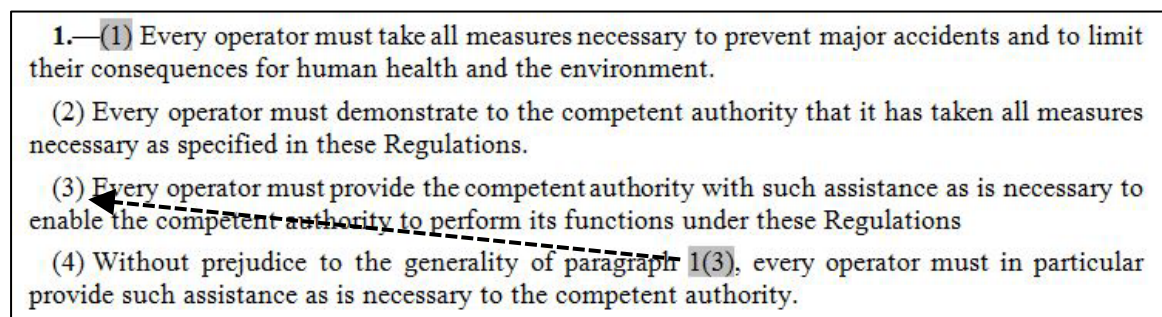 1.—(1) Every operator must take all measures necessary to prevent major accidents and to limit
their consequences for human health and the environment.
(2) Every operator must demonstrate to the competent authority that it has taken all measures
necessary as specified in these Regulations.
(3) Every operator must provide the competent authority with such assistance as is necessary to
enable the competent authority to perform its functions under these Regulations
(4) Without prejudice to the generality of paragraph 1(3), every operator must in particular
provide such assistance as is necessary to the competent authority.